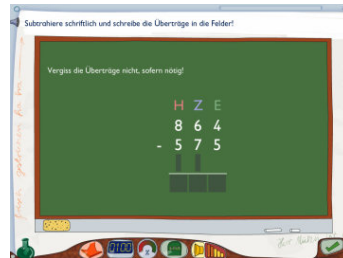 Subtrahiere schriftlich und schreibe die Überträge in die Felder!
Vergiss die Überträge nicht, sofern nötig!
H Z E
8 6 4
- 5 7 5
0100